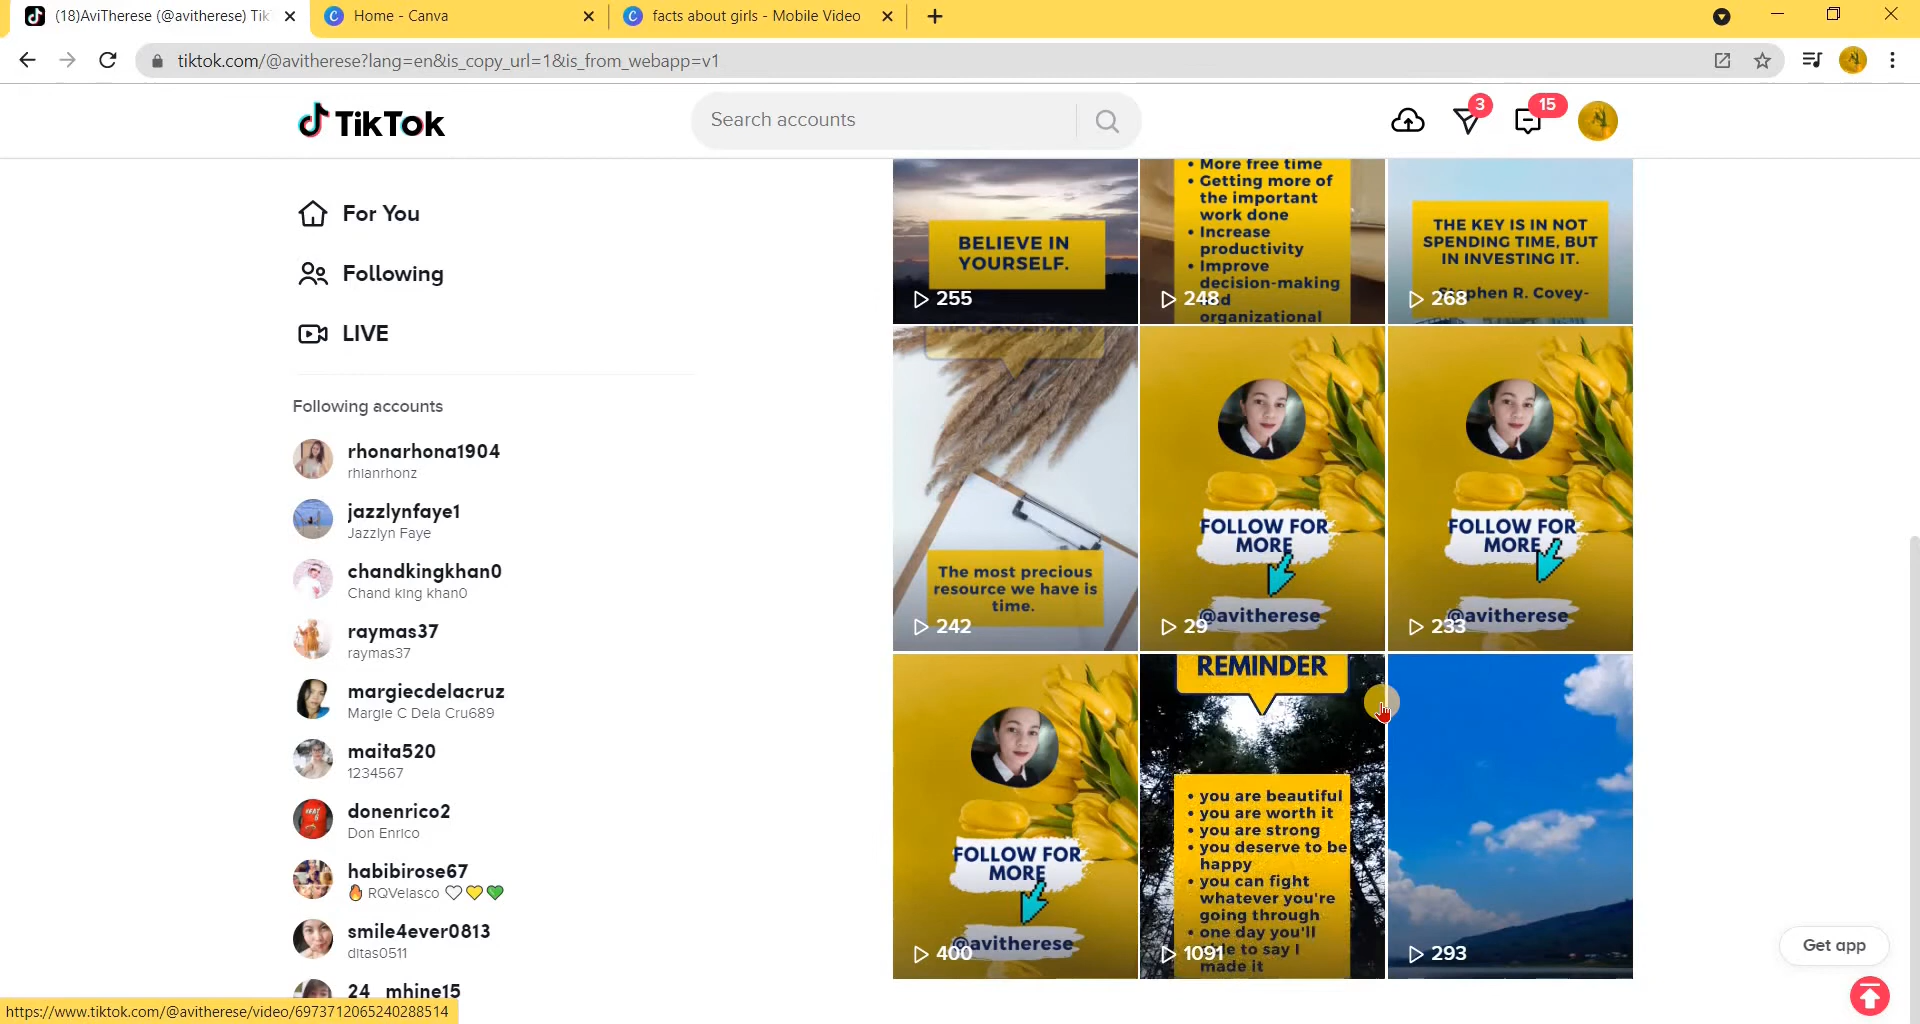 (18)AviTherese (@avitherese) Tik
Home - Canva
facts about girls - Mobile Video
tiktok.com/@avitherese?lang=en&is_copy_url=1&is_from_webapp=v1
TikTok
Search accounts
3
15
For You
Following
LIVE
Following accounts
rhonarhona1904
rhianrhonz
jazzlynfaye1
Jazzlyn Faye
chandkingkhan0
Chand king khan0
raymas37
raymas37
margiecdelacruz
Margie C Dela Cru689
maita520
1234567
donenrico2
Don Enrico
habibirose67
🔥 RQVelasco 🤍💛💚
smile4ever0813
ditas0511
24__mhine15
BELIEVE IN
YOURSELF.
255
• More free time
• Getting more of
the important
work done
• Increase
productivity
• Improve
decision-making
organizational
248
THE KEY IS IN NOT
SPENDING TIME, BUT
IN INVESTING IT.
Stephen R. Covey-
268
The most precious
resource we have is
time.
242
FOLLOW FOR
MORE
@avitherese
29
FOLLOW FOR
MORE
@avitherese
233
FOLLOW FOR
MORE
@avitherese
400
REMINDER
• you are beautiful
• you are worth it
• you are strong
• you deserve to be
happy
• you can fight
whatever you're
going through
• one day you'll
to say I
made it
1091
293
Get app
https://www.tiktok.com/@avitherese/video/6973712065240288514